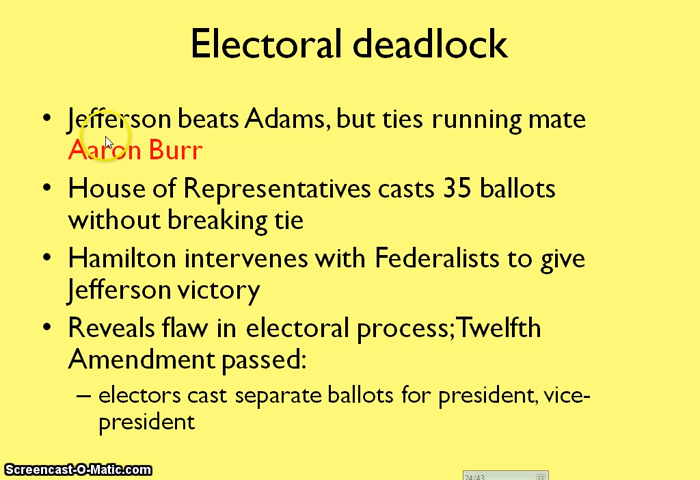 Electoral deadlock
• Jefferson beats Adams, but ties running mate
Aaron Burr
• House of Representatives casts 35 ballots
without breaking tie
• Hamilton intervenes with Federalists to give
Jefferson victory
• Reveals flaw in electoral process; Twelfth
Amendment passed:
– electors cast separate ballots for president, vice-
president
Screencast-O-Matic.com
24/43